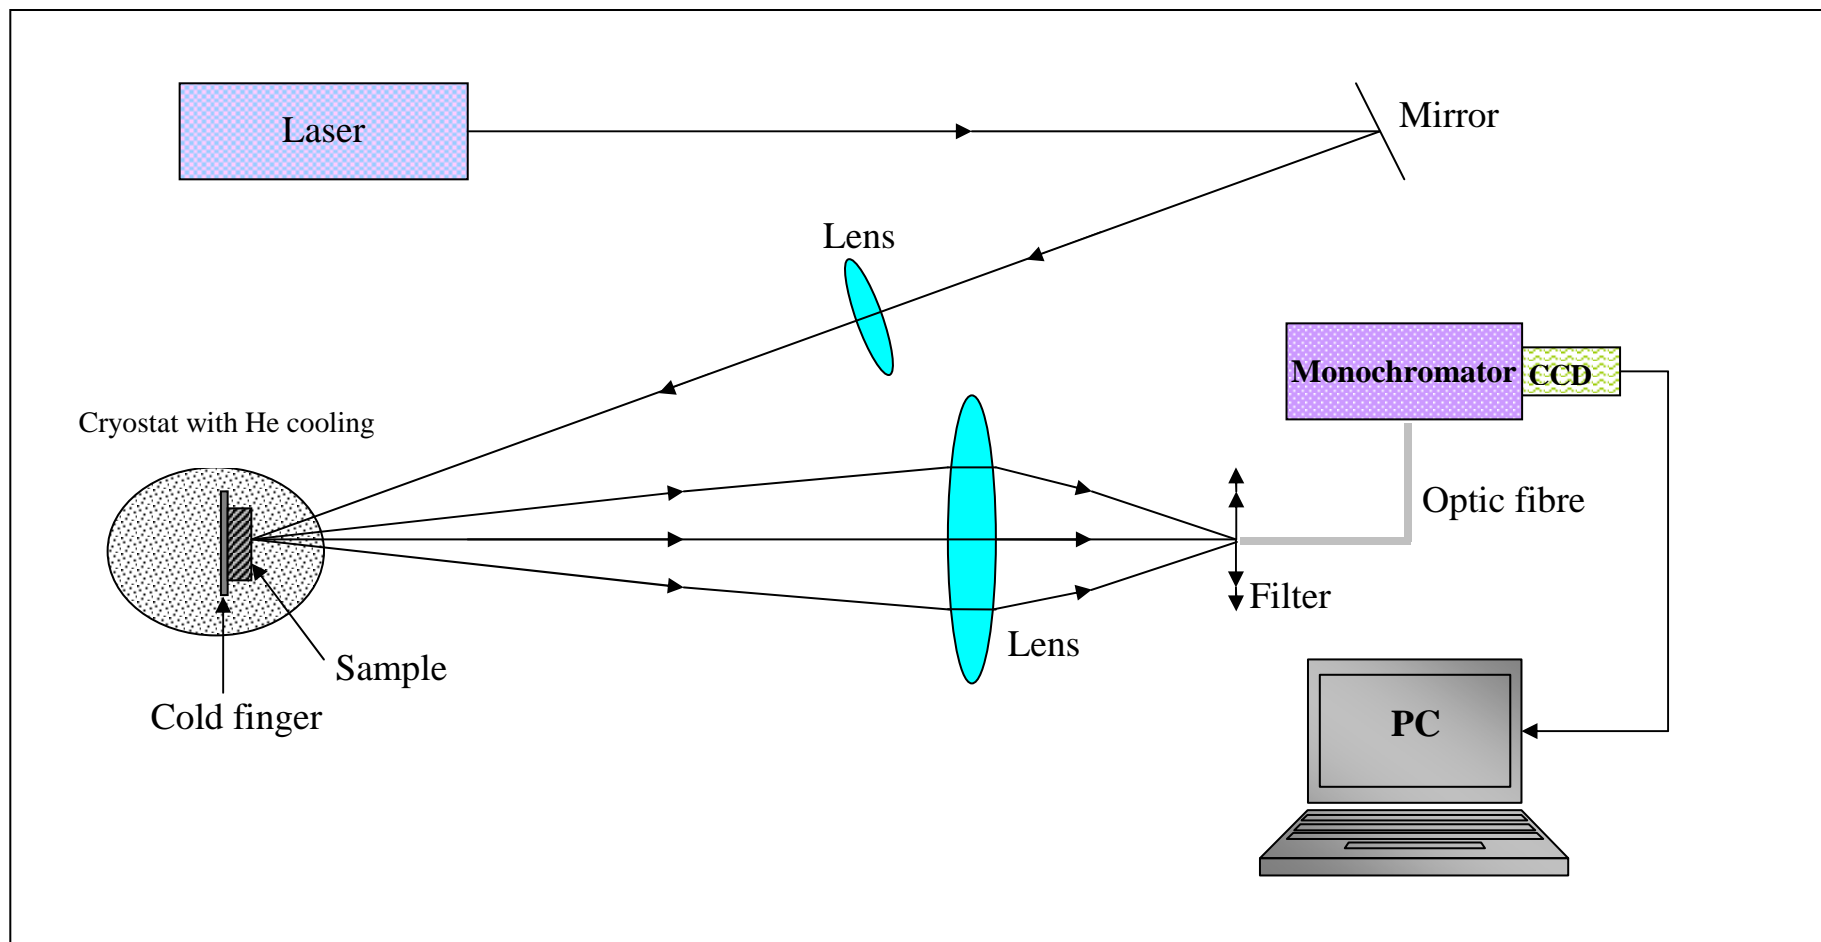 Laser
Mirror
Lens
Monochromator
CCD
Cryostat with He cooling
Optic fibre
Filter
Lens
Sample
Cold finger
PC